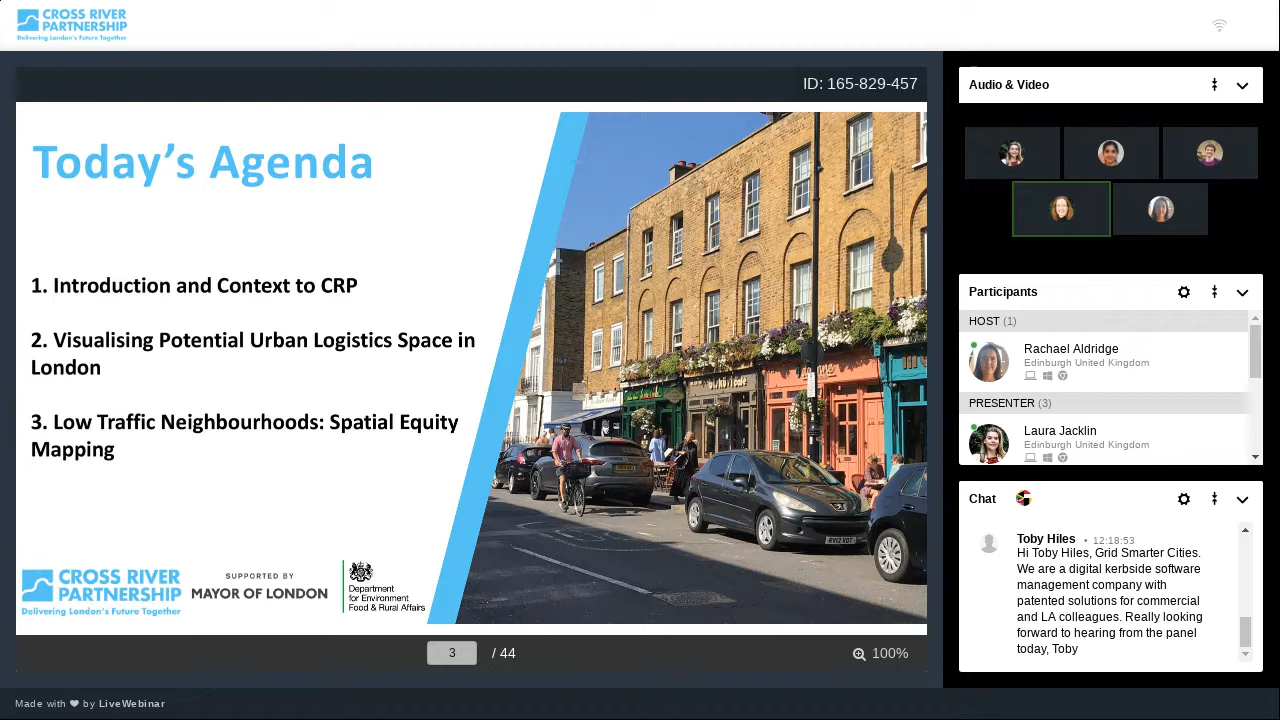 CROSS RIVER
PARTNERSHIP
Delivering London's Future Together
ID: 165-829-457
Today's Agenda
1. Introduction and Context to CRP
2. Visualising Potential Urban Logistics Space in
London
3. Low Traffic Neighbourhoods: Spatial Equity
Mapping
CROSS RIVER
PARTNERSHIP
Delivering London's Future Together
SUPPORTED BY
MAYOR OF LONDON
Department
for Environment
Food & Rural Affairs
3 / 44
100%
Audio & Video
Participants
HOST (1)
Rachael Aldridge
Edinburgh United Kingdom
PRESENTER (3)
Laura Jacklin
Edinburgh United Kingdom
Chat
Toby Hiles • 12:18:53
Hi Toby Hiles, Grid Smarter Cities.
We are a digital kerbside software
management company with
patented solutions for commercial
and LA colleagues. Really looking
forward to hearing from the panel
today, Toby
Made with ❤ by LiveWebinar